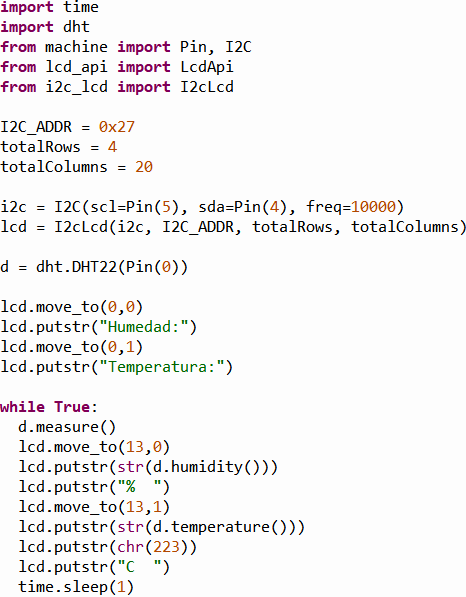 import time
import dht
from machine import Pin, I2C
from lcd_api import LcdApi
from i2c_lcd import I2cLcd

I2C_ADDR = 0x27
totalRows = 4
totalColumns = 20

i2c = I2C(scl=Pin(5), sda=Pin(4), freq=10000)
lcd = I2cLcd(i2c, I2C_ADDR, totalRows, totalColumns)

d = dht.DHT22(Pin(0))

lcd.move_to(0,0)
lcd.putstr("Humedad:")
lcd.move_to(0,1)
lcd.putstr("Temperatura:")

while True:
  d.measure()
  lcd.move_to(13,0)
  lcd.putstr(str(d.humidity()))
  lcd.putstr("%  ")
  lcd.move_to(13,1)
  lcd.putstr(str(d.temperature()))
  lcd.putstr(chr(223))
  lcd.putstr("C  ")
  time.sleep(1)